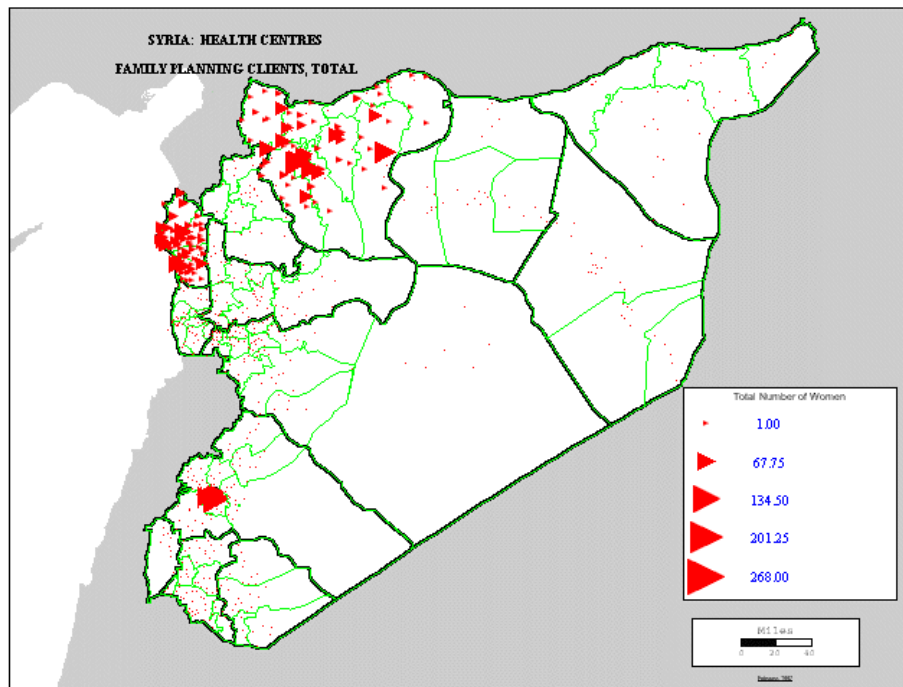 SYRIA: HEALTH CENTRES
FAMILY PLANNING CLIENTS, TOTAL
Total Number of Women
1.00
67.75
134.50
201.25
268.00
Miles
0 20 40